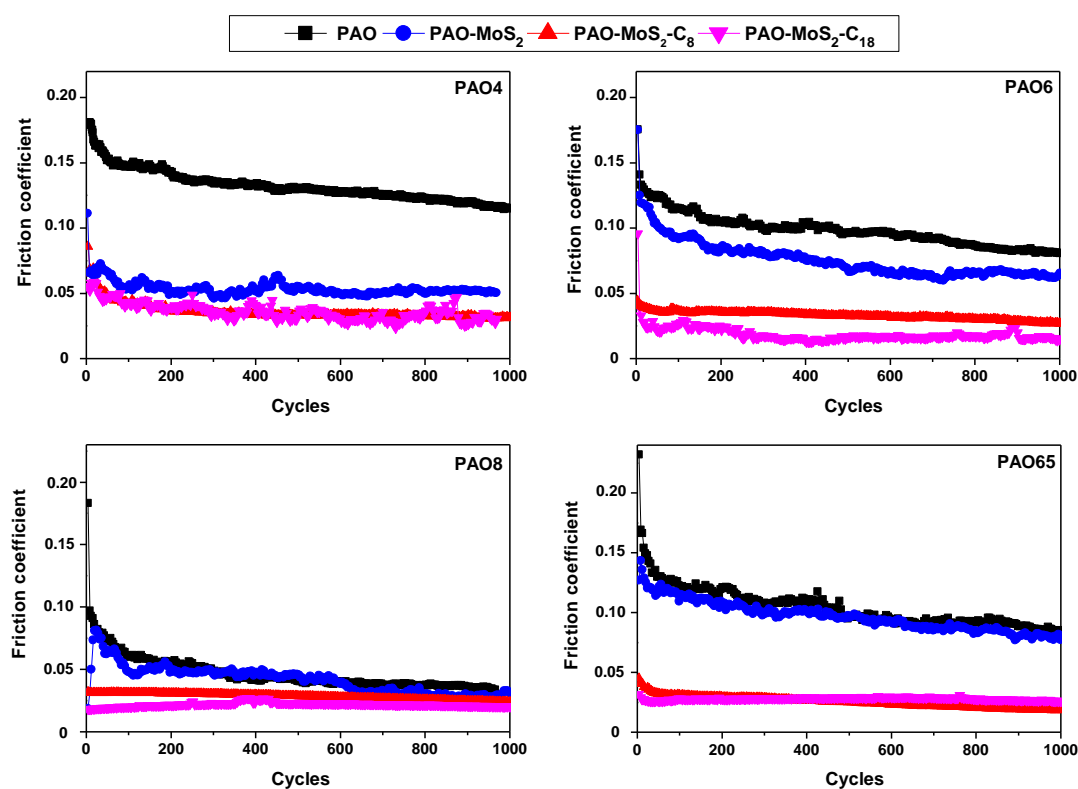 PAO PAO-MoS₂ PAO-MoS₂-C₈ PAO-MoS₂-C₁₈
PAO4
Friction coefficient
0.20
0.15
0.10
0.05
0
0 200 400 600 800 1000
Cycles
PAO6
Friction coefficient
0.20
0.15
0.10
0.05
0
0 200 400 600 800 1000
Cycles
PAO8
Friction coefficient
0.20
0.15
0.10
0.05
0
0 200 400 600 800 1000
Cycles
PAO65
Friction coefficient
0.20
0.15
0.10
0.05
0
0 200 400 600 800 1000
Cycles